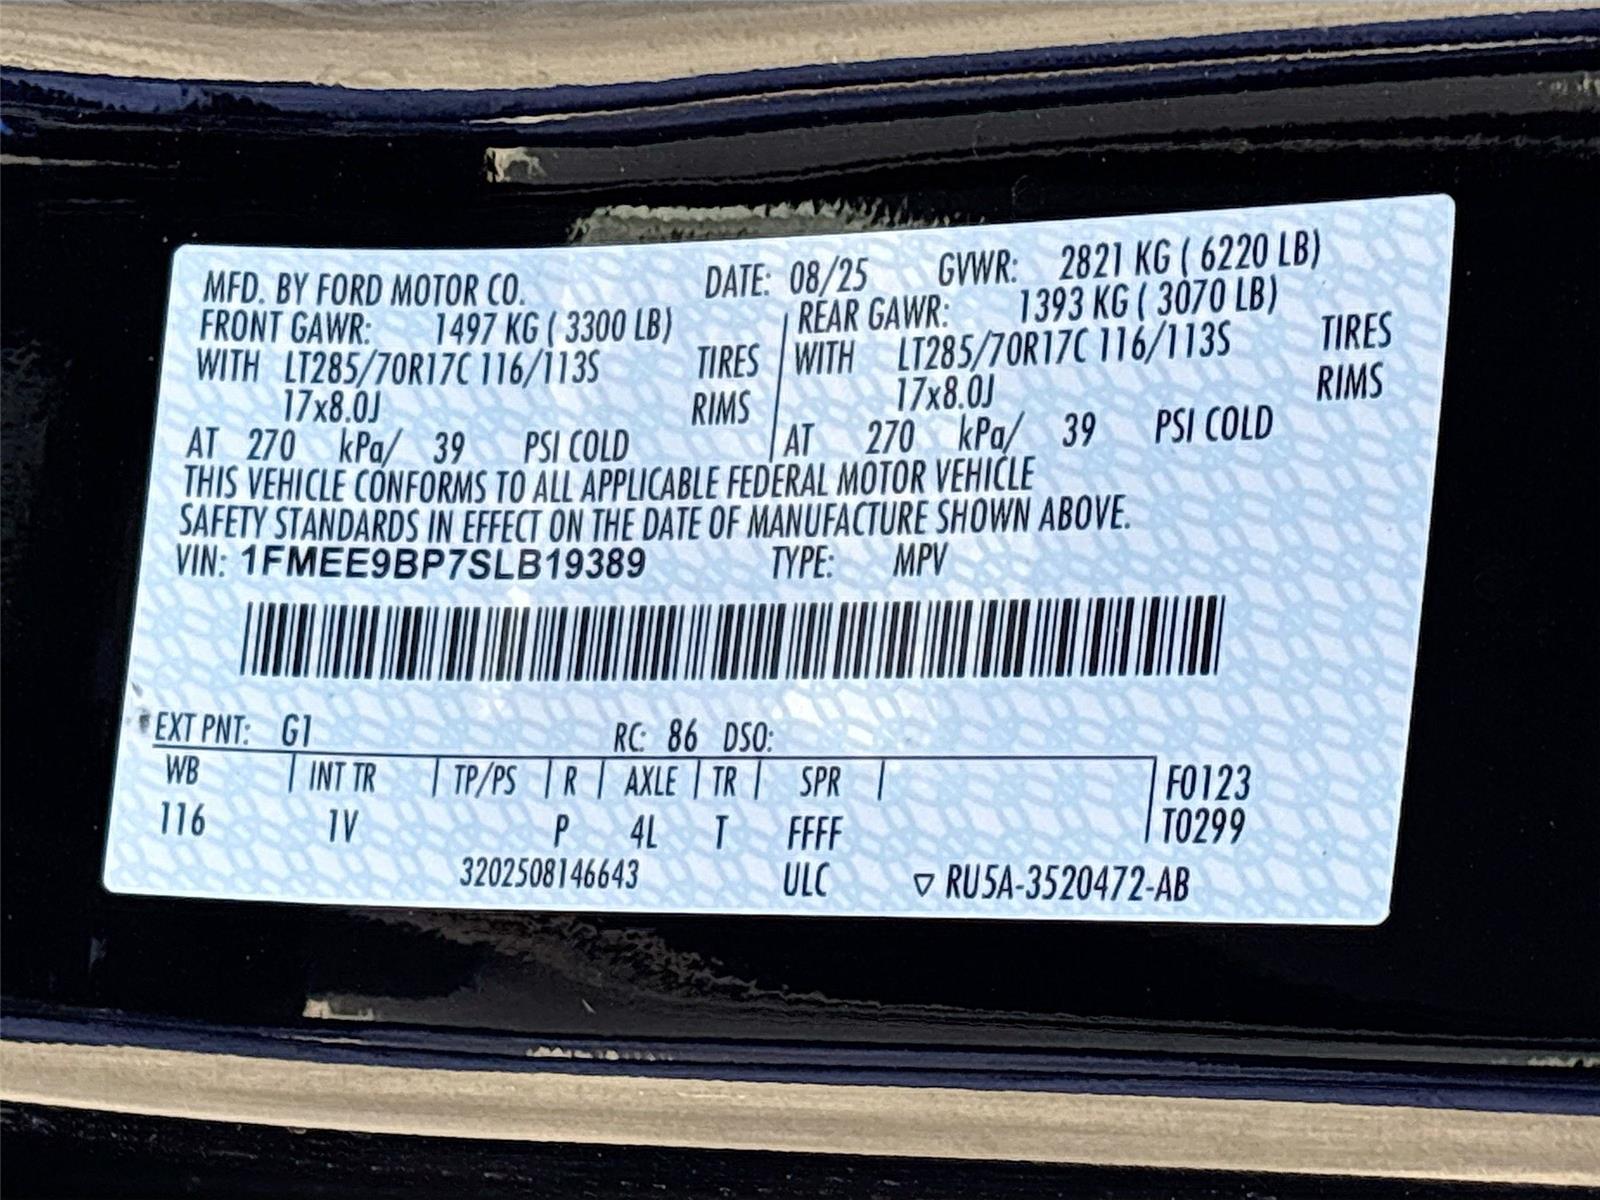 MFD. BY FORD MOTOR CO. DATE: 08/25 GVWR: 2821 KG ( 6220 LB)
FRONT GAWR: 1497 KG ( 3300 LB) REAR GAWR: 1393 KG ( 3070 LB)
WITH LT285/70R17C 116/113S TIRES WITH LT285/70R17C 116/113S TIRES
17x8.0J RIMS 17x8.0J RIMS
AT 270 kPa/ 39 PSI COLD AT 270 kPa/ 39 PSI COLD
THIS VEHICLE CONFORMS TO ALL APPLICABLE FEDERAL MOTOR VEHICLE
SAFETY STANDARDS IN EFFECT ON THE DATE OF MANUFACTURE SHOWN ABOVE.
VIN: 1FMEE9BP7SLB19389 TYPE: MPV
EXT PNT: G1 RC: 86 DSO:
WB INT TR TP/PS R AXLE TR SPR F0123
116 1V P 4L T FFFF T0299
3202508146643 ULC ▽ RU5A-3520472-AB